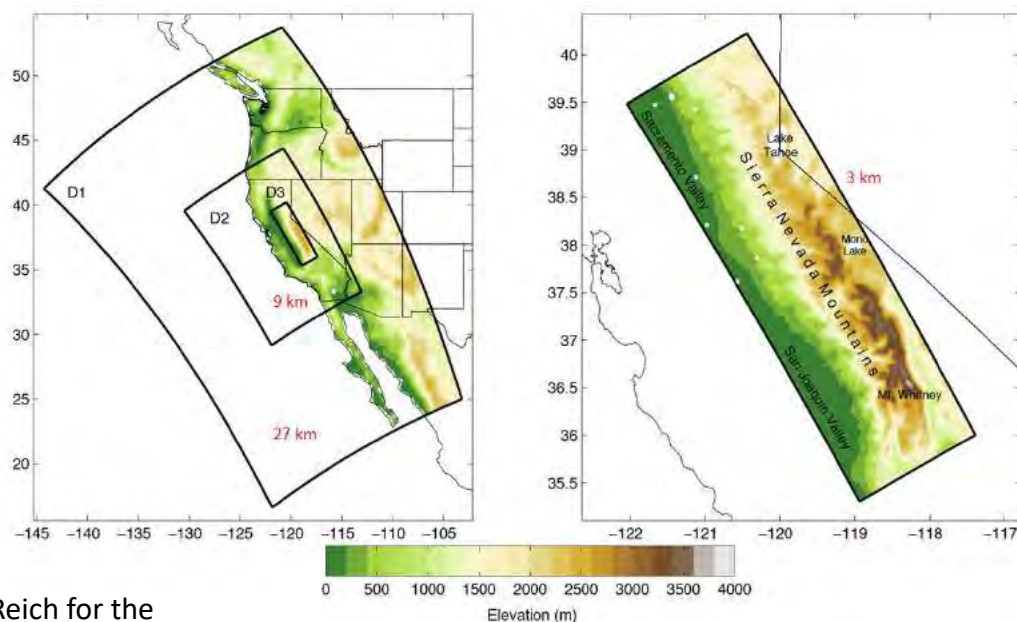 50
45
40
35
30
25
20
−145 −140 −135 −130 −125 −120 −115 −110 −105
D1
D2
D3
9 km
27 km
40
39.5
39
38.5
38
37.5
37
36.5
36
35.5
−122 −121 −120 −119 −118 −117
Sacramento Valley
Lake
Tahoe
3 km
Sierra Nevada Mountains
Mono
Lake
San Joaquin Valley
Mt. Whitney
0 500 1000 1500 2000 2500 3000 3500 4000
Elevation (m)
Reich for the